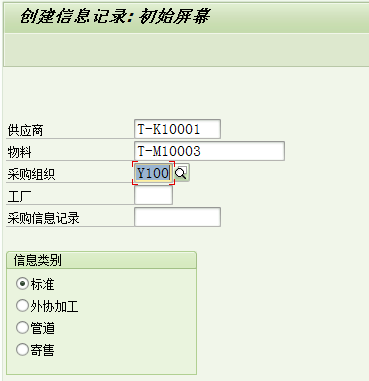 创建信息记录:初始屏幕
供应商 T-K10001
物料 T-M10003
采购组织 Y100
工厂
采购信息记录
信息类别
标准
外协加工
管道
寄售